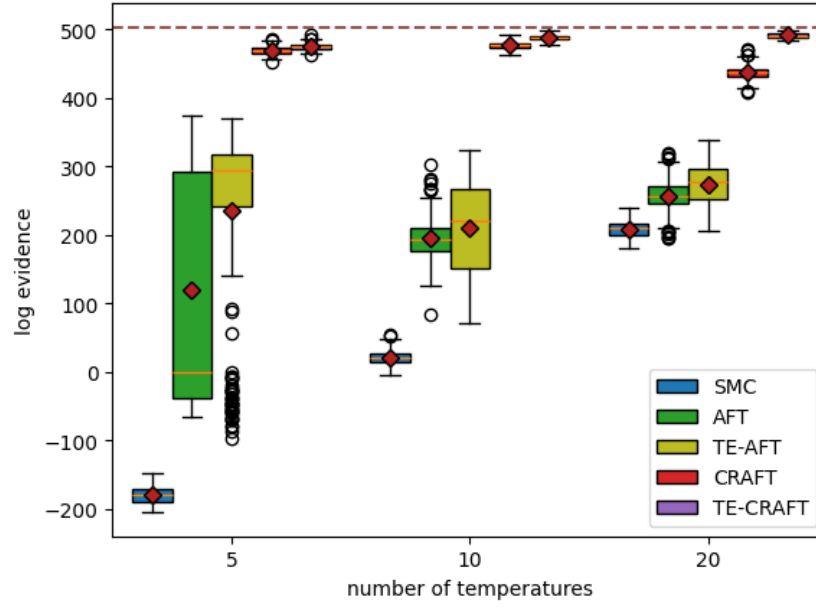 500
400
300
200
100
0
−100
−200
log evidence
5
10
20
number of temperatures
SMC
AFT
TE-AFT
CRAFT
TE-CRAFT